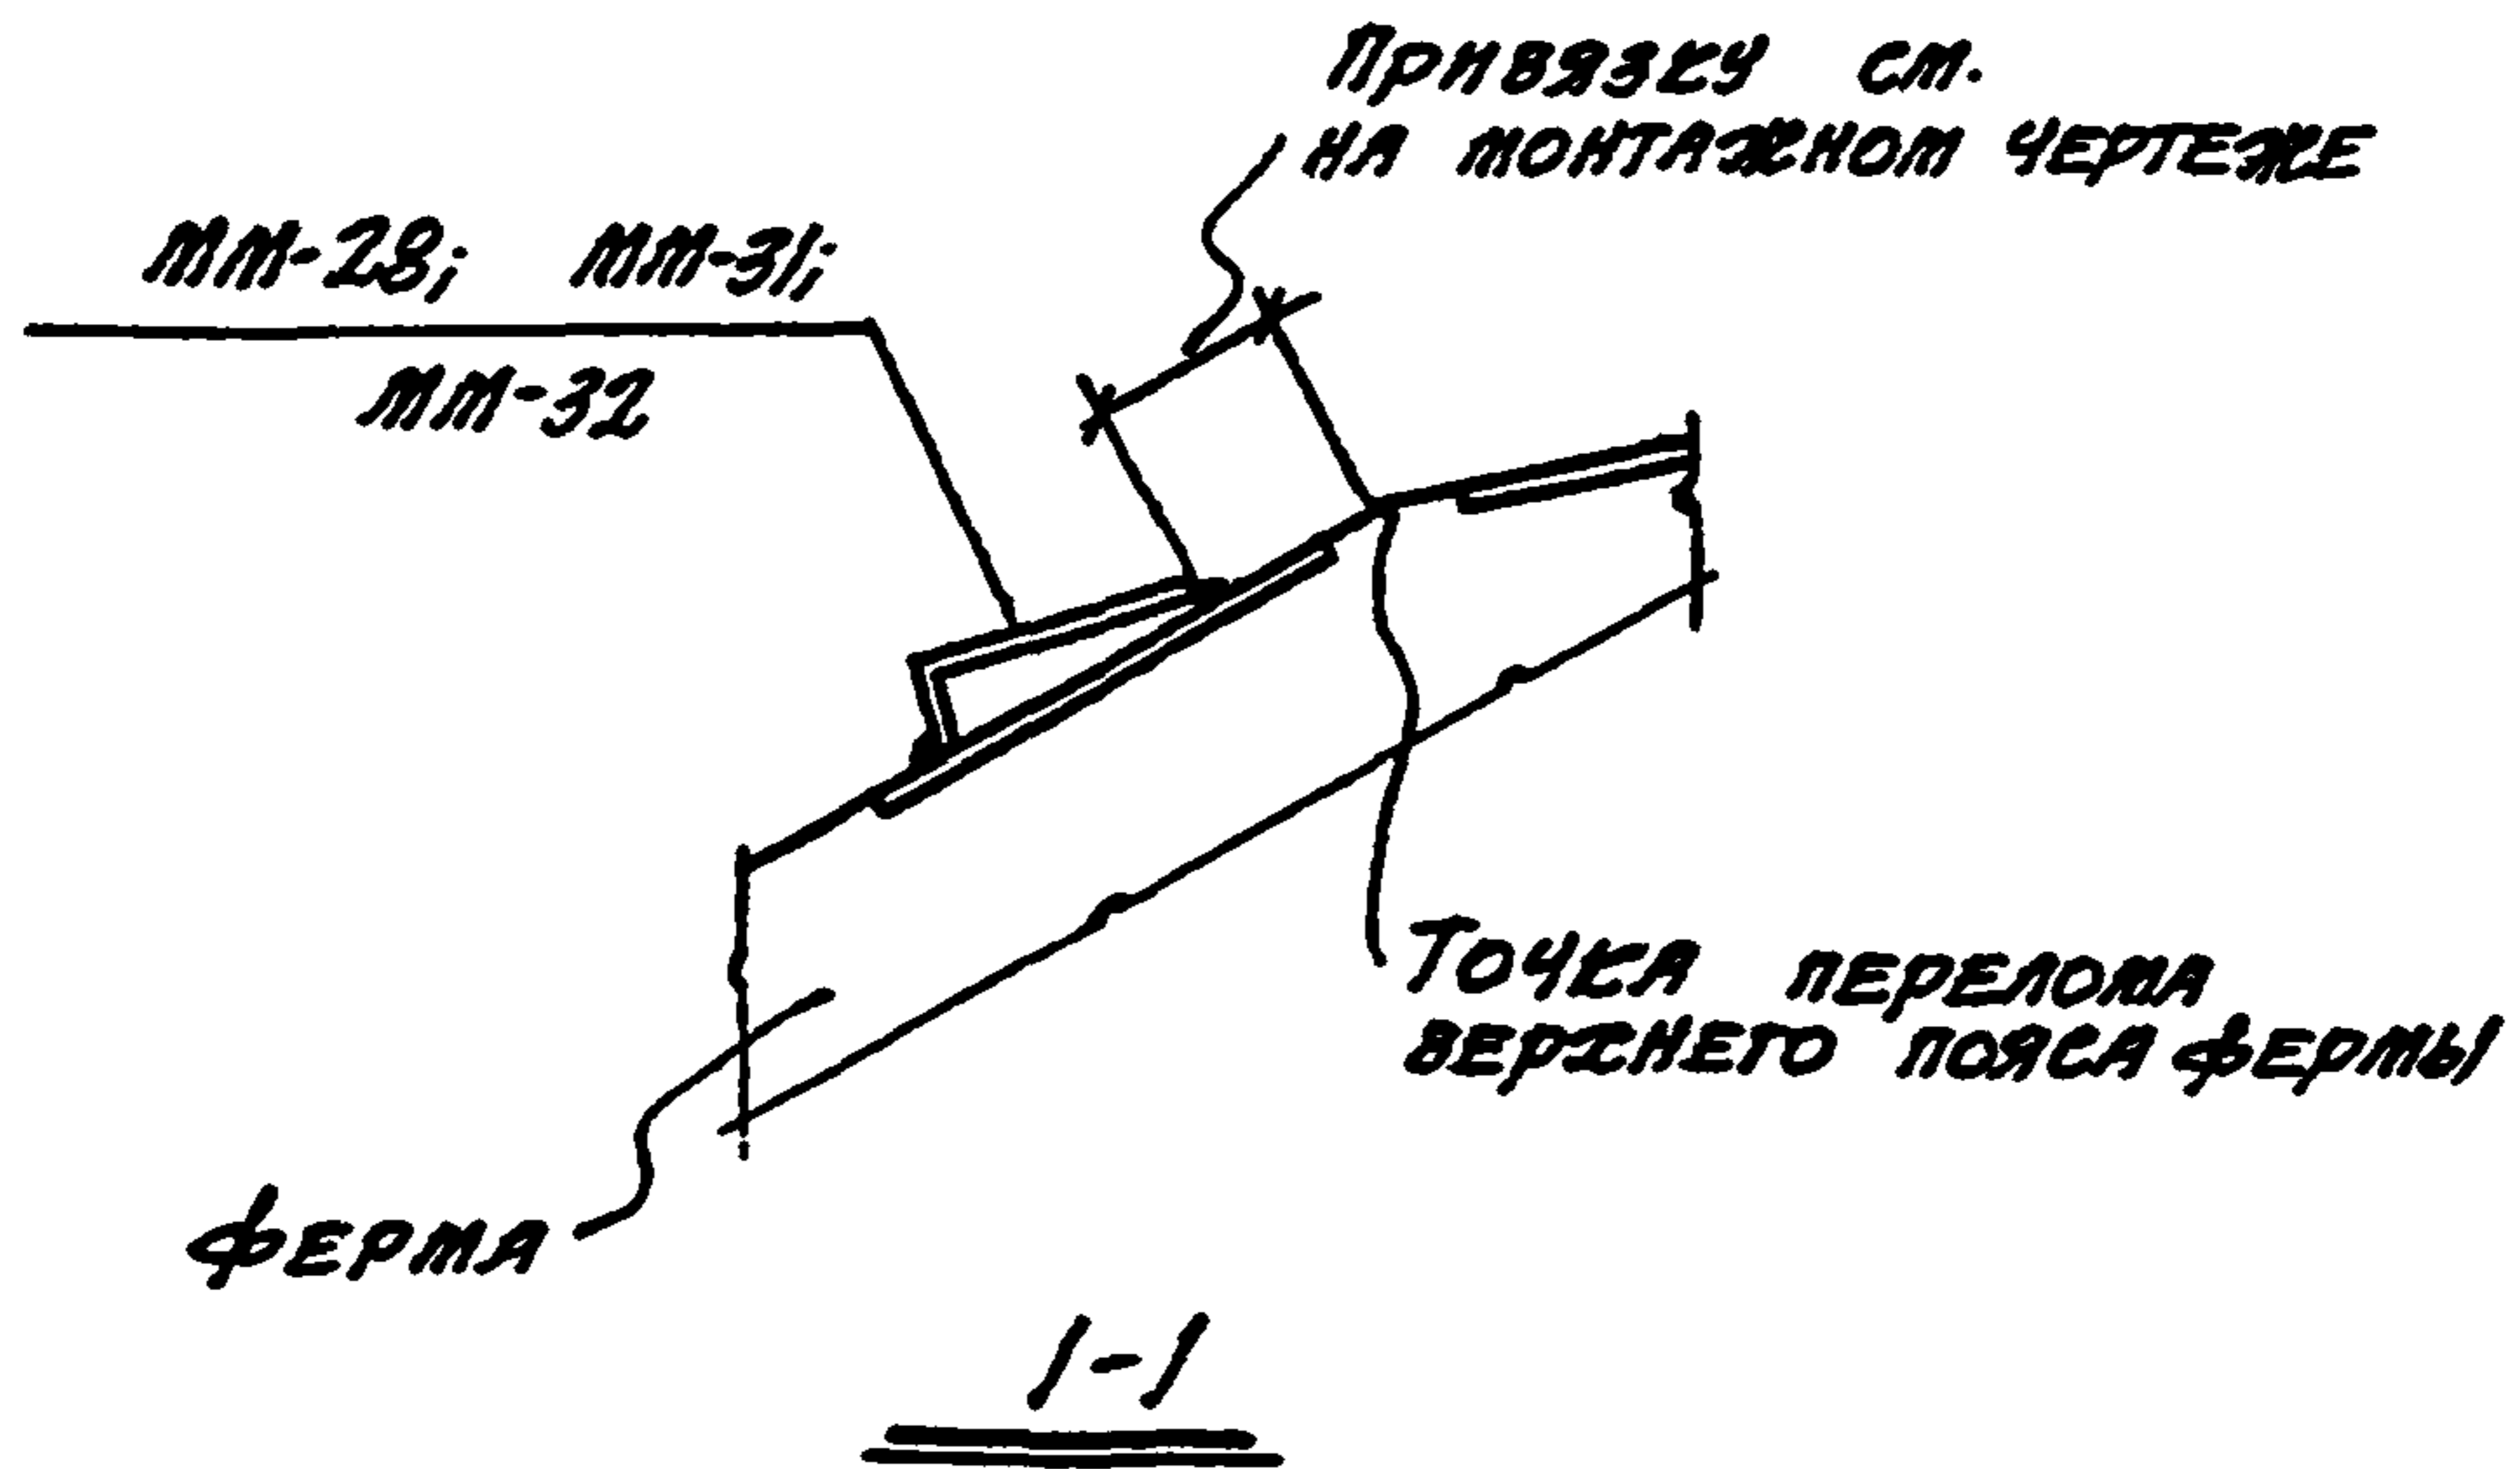 Привязку см.
на монтажном чертеже
ММ-28; ММ-31;
ММ-32
Точка перелома
верхнего пояса фермы
Ферма
1-1